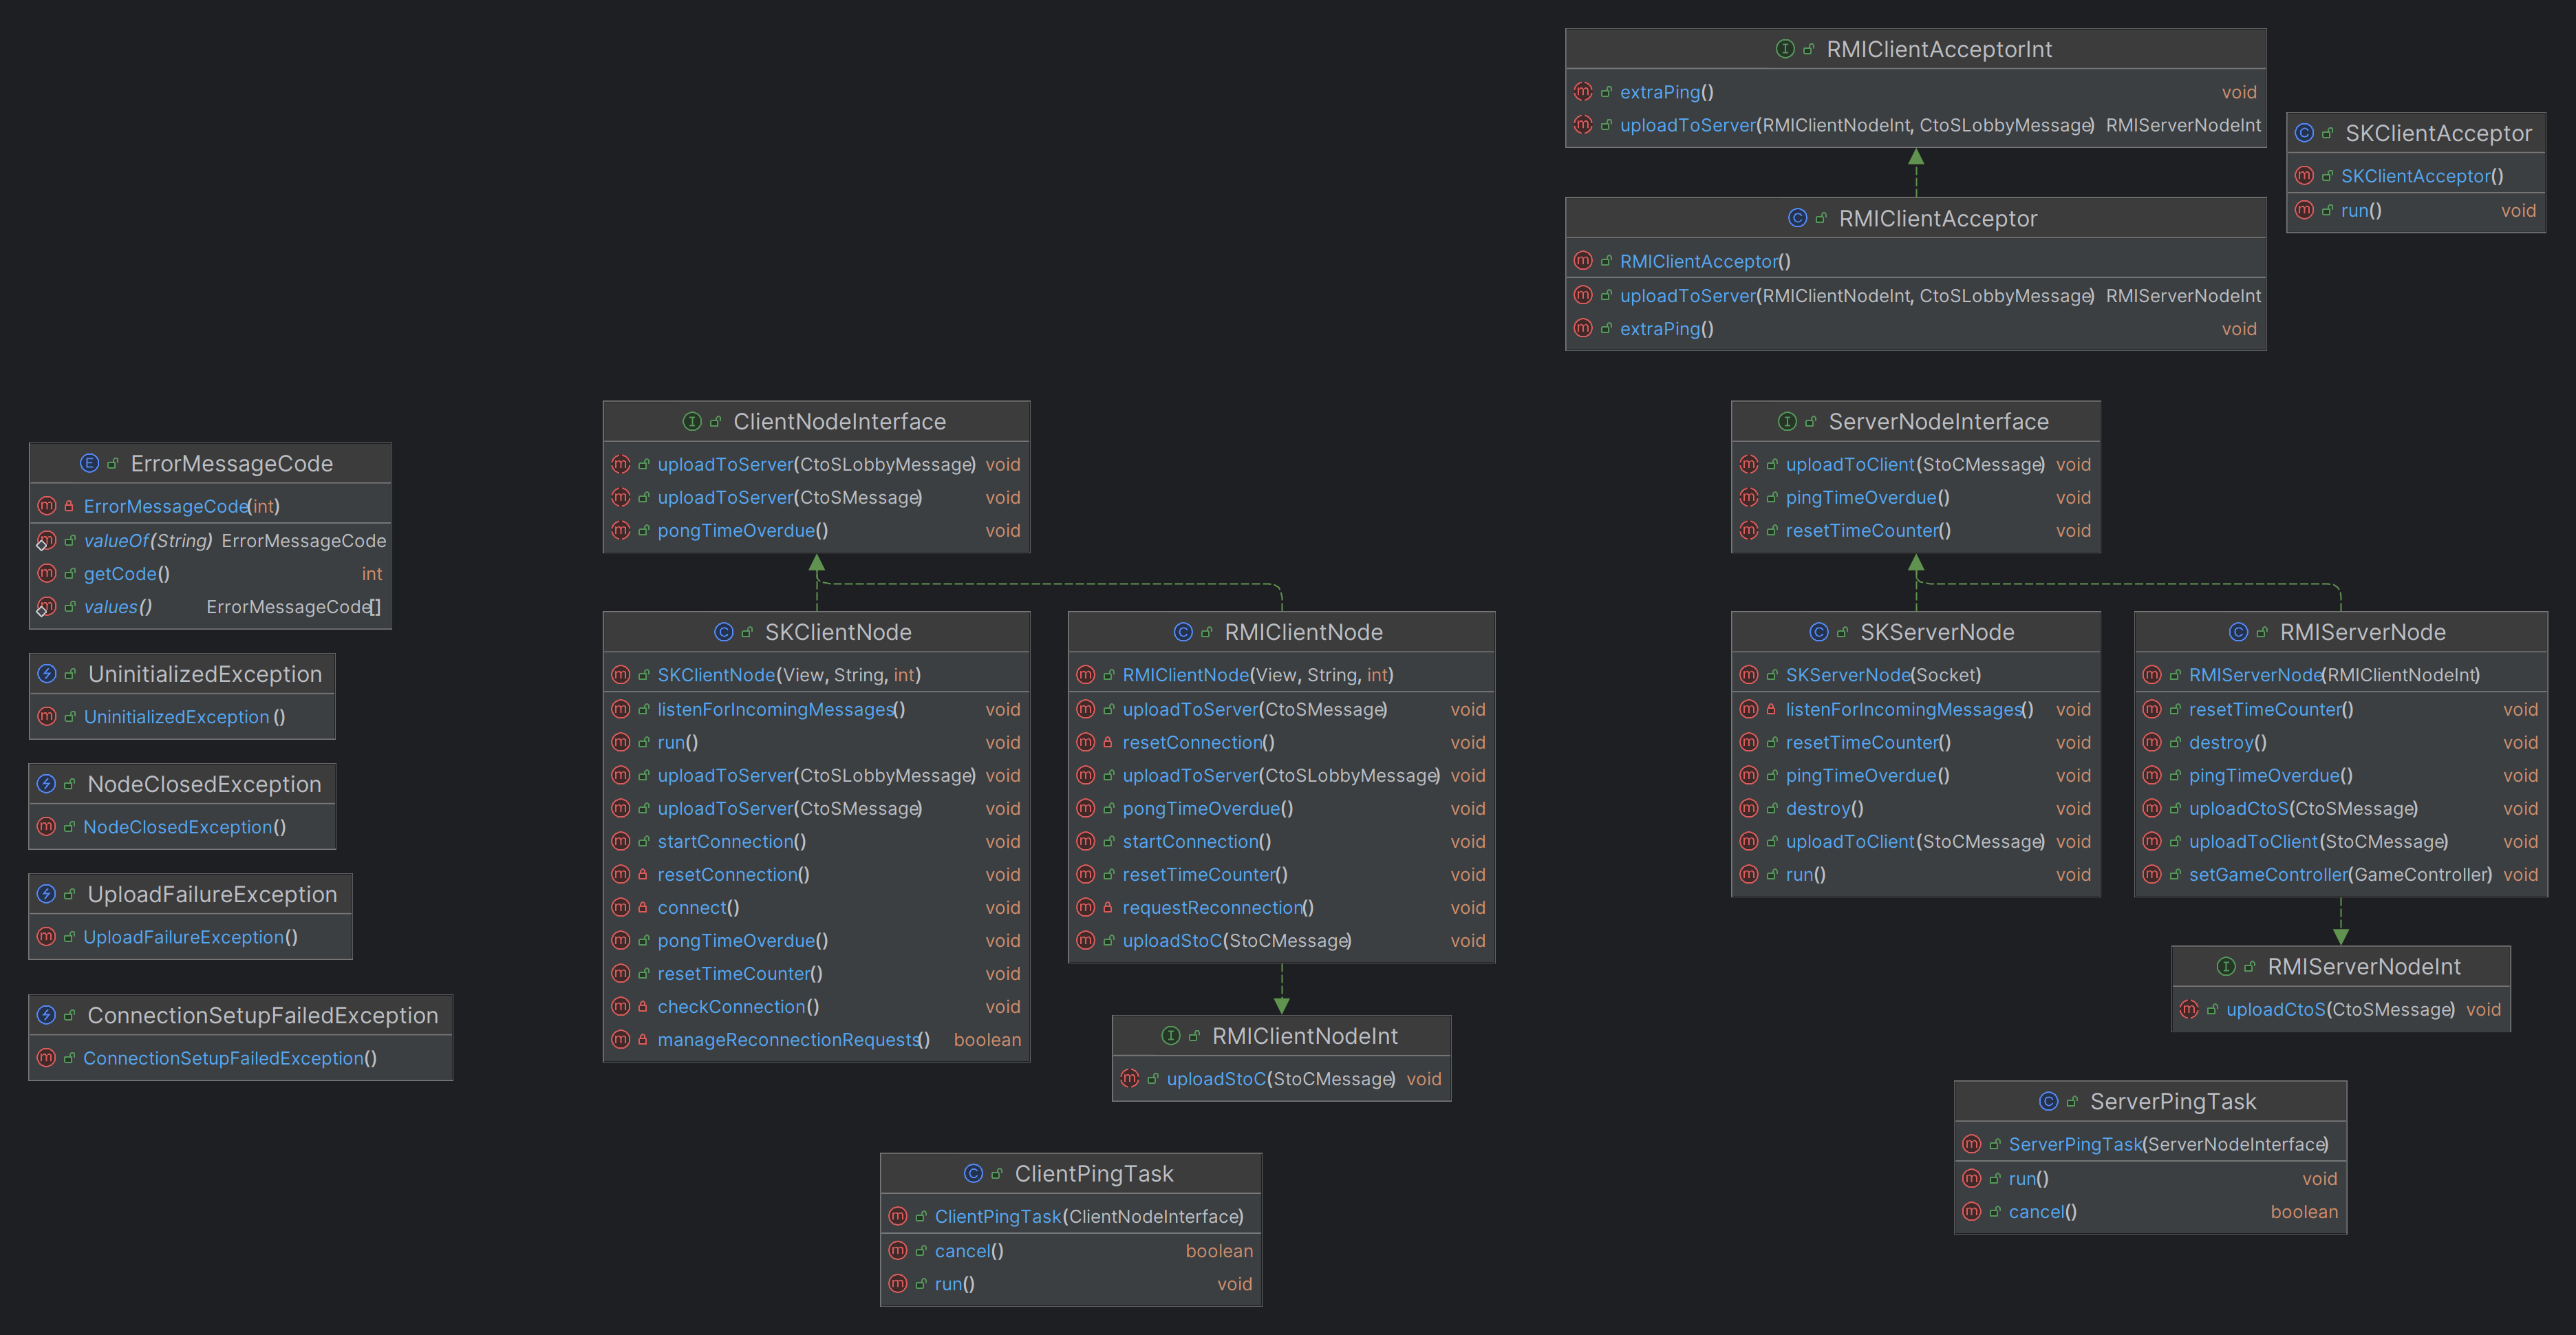 RMIClientAcceptorInt
extraPing() void
uploadToServer(RMIClientNodeInt, CtoSLobbyMessage) RMIServerNodeInt
SKClientAcceptor
SKClientAcceptor()
run() void
RMIClientAcceptor
RMIClientAcceptor()
uploadToServer(RMIClientNodeInt, CtoSLobbyMessage) RMIServerNodeInt
extraPing() void
ErrorMessageCode
ErrorMessageCode(int)
valueOf(String) ErrorMessageCode
getCode() int
values() ErrorMessageCode[]
UninitializedException
UninitializedException()
NodeClosedException
NodeClosedException()
UploadFailureException
UploadFailureException()
ConnectionSetupFailedException
ConnectionSetupFailedException()
ClientNodeInterface
uploadToServer(CtoSLobbyMessage) void
uploadToServer(CtoSMessage) void
pongTimeOverdue() void
SKClientNode
SKClientNode(View, String, int)
listenForIncomingMessages() void
run() void
uploadToServer(CtoSLobbyMessage) void
uploadToServer(CtoSMessage) void
startConnection() void
resetConnection() void
connect() void
pongTimeOverdue() void
resetTimeCounter() void
checkConnection() void
manageReconnectionRequests() boolean
RMIClientNode
RMIClientNode(View, String, int)
uploadToServer(CtoSMessage) void
resetConnection() void
uploadToServer(CtoSLobbyMessage) void
pongTimeOverdue() void
startConnection() void
resetTimeCounter() void
requestReconnection() void
uploadStoC(StoCMessage) void
RMIClientNodeInt
uploadStoC(StoCMessage) void
ClientPingTask
ClientPingTask(ClientNodeInterface)
cancel() boolean
run() void
ServerNodeInterface
uploadToClient(StoCMessage) void
pingTimeOverdue() void
resetTimeCounter() void
SKServerNode
SKServerNode(Socket)
listenForIncomingMessages() void
resetTimeCounter() void
pingTimeOverdue() void
destroy() void
uploadToClient(StoCMessage) void
run() void
RMIServerNode
RMIServerNode(RMIClientNodeInt)
resetTimeCounter() void
destroy() void
pingTimeOverdue() void
uploadCtoS(CtoSMessage) void
uploadToClient(StoCMessage) void
setGameController(GameController) void
RMIServerNodeInt
uploadCtoS(CtoSMessage) void
ServerPingTask
ServerPingTask(ServerNodeInterface)
run() void
cancel() boolean